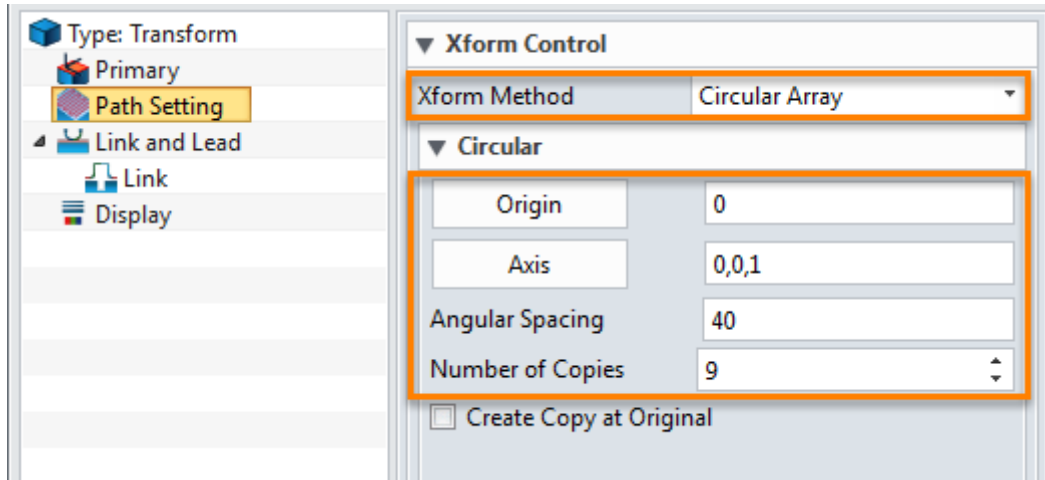 Type: Transform
Primary
Path Setting
Link and Lead
Link
Display
Xform Control
Xform Method Circular Array
Circular
Origin 0
Axis 0,0,1
Angular Spacing 40
Number of Copies 9
Create Copy at Original